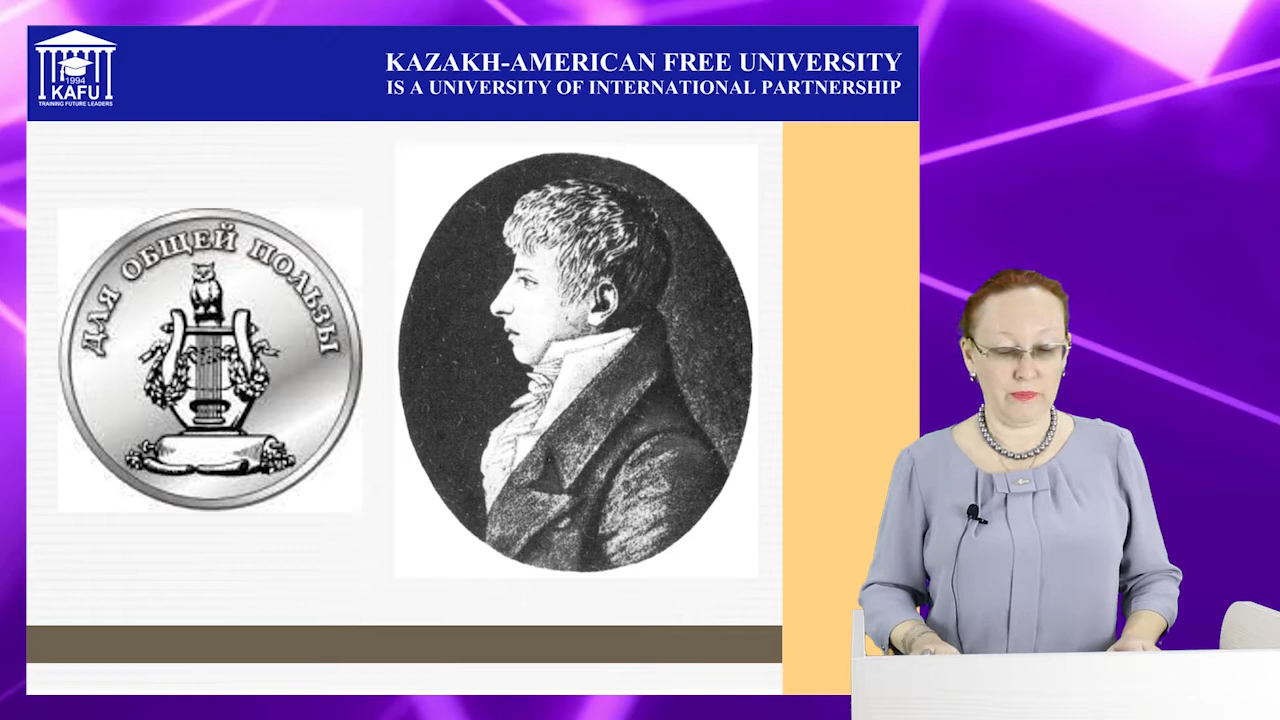 1994
KAFU
TRAINING FUTURE LEADERS
KAZAKH-AMERICAN FREE UNIVERSITY
IS A UNIVERSITY OF INTERNATIONAL PARTNERSHIP
ДЛЯ ОБЩЕЙ ПОЛЬЗЫ